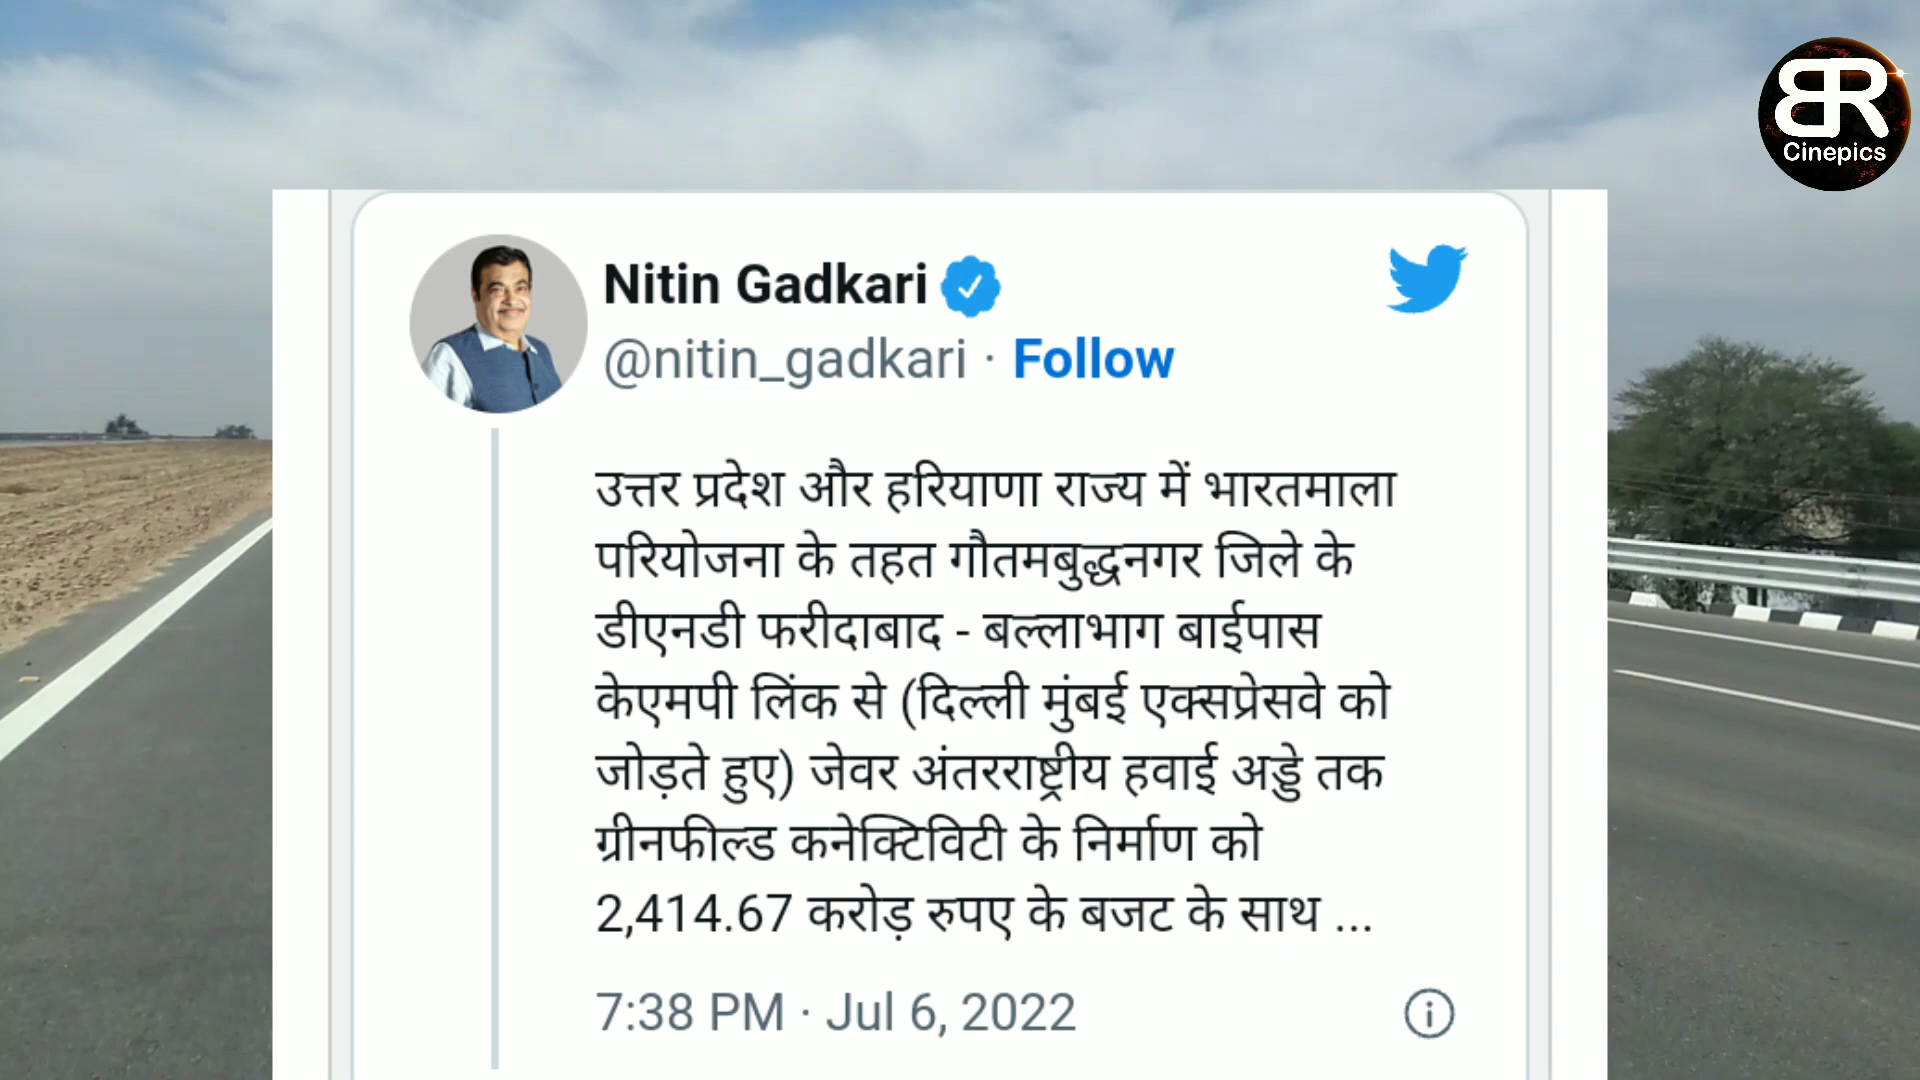 BR
Cinepics
Nitin Gadkari
@nitin_gadkari · Follow
उत्तर प्रदेश और हरियाणा राज्य में भारतमाला
परियोजना के तहत गौतमबुद्धनगर जिले के
डीएनडी फरीदाबाद - बल्लाभाग बाईपास
केएमपी लिंक से (दिल्ली मुंबई एक्सप्रेसवे को
जोड़ते हुए) जेवर अंतरराष्ट्रीय हवाई अड्डे तक
ग्रीनफील्ड कनेक्टिविटी के निर्माण को
2,414.67 करोड़ रुपए के बजट के साथ ...
7:38 PM · Jul 6, 2022